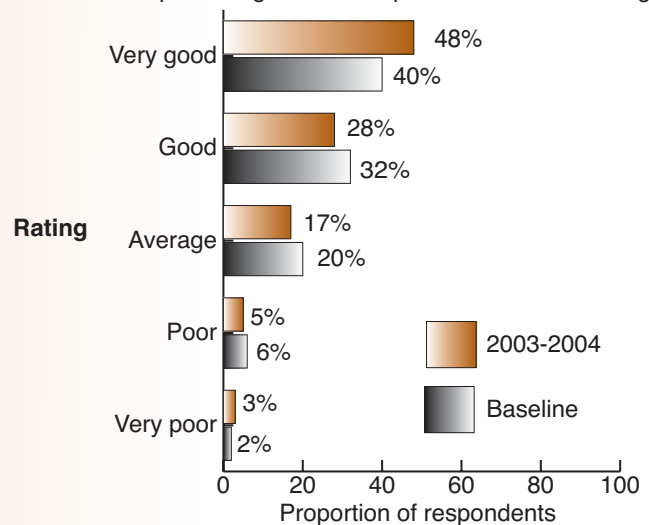 Very good
48%
40%
Good
28%
32%
Rating
Average
17%
20%
Poor
5%
6%
2003-2004
Baseline
Very poor
3%
2%
0 20 40 60 80 100
Proportion of respondents